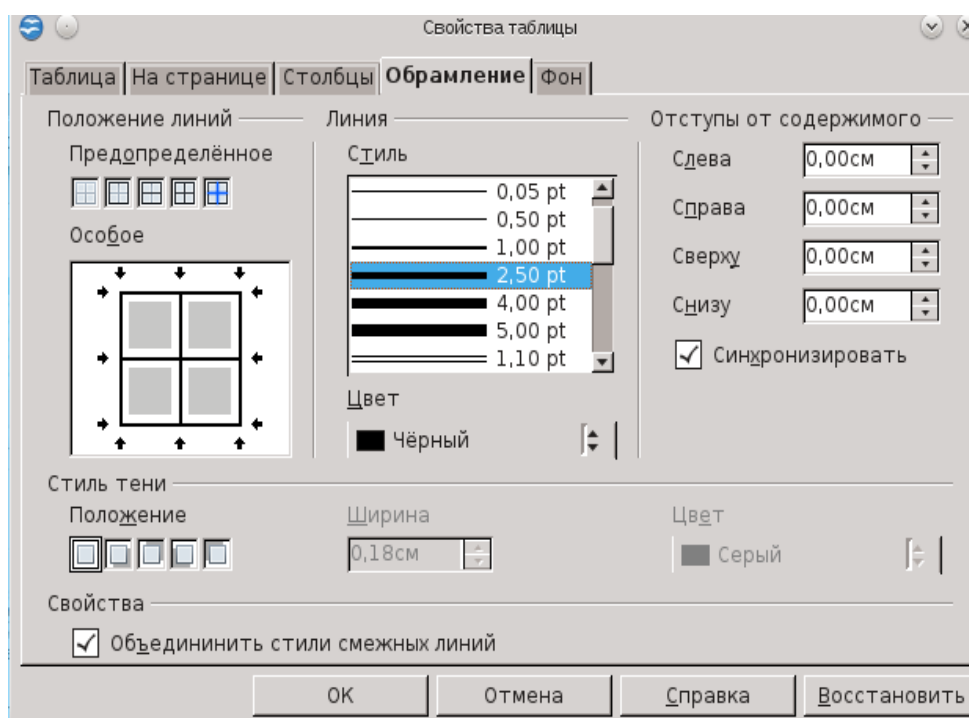 Свойства таблицы
Таблица На странице Столбцы Обрамление Фон
Положение линий Линия Отступы от содержимого
Предопределённое Стиль Слева 0,00см
0,05 pt
0,50 pt
Справа 0,00см
Особое 1,00 pt
Сверху 0,00см
2,50 pt
4,00 pt
Снизу 0,00см
5,00 pt
1,10 pt
Синхронизировать
Цвет
Чёрный
Стиль тени
Положение Ширина Цвет
0,18см Серый
Свойства
Объедининить стили смежных линий
ОК Отмена Справка Восстановить